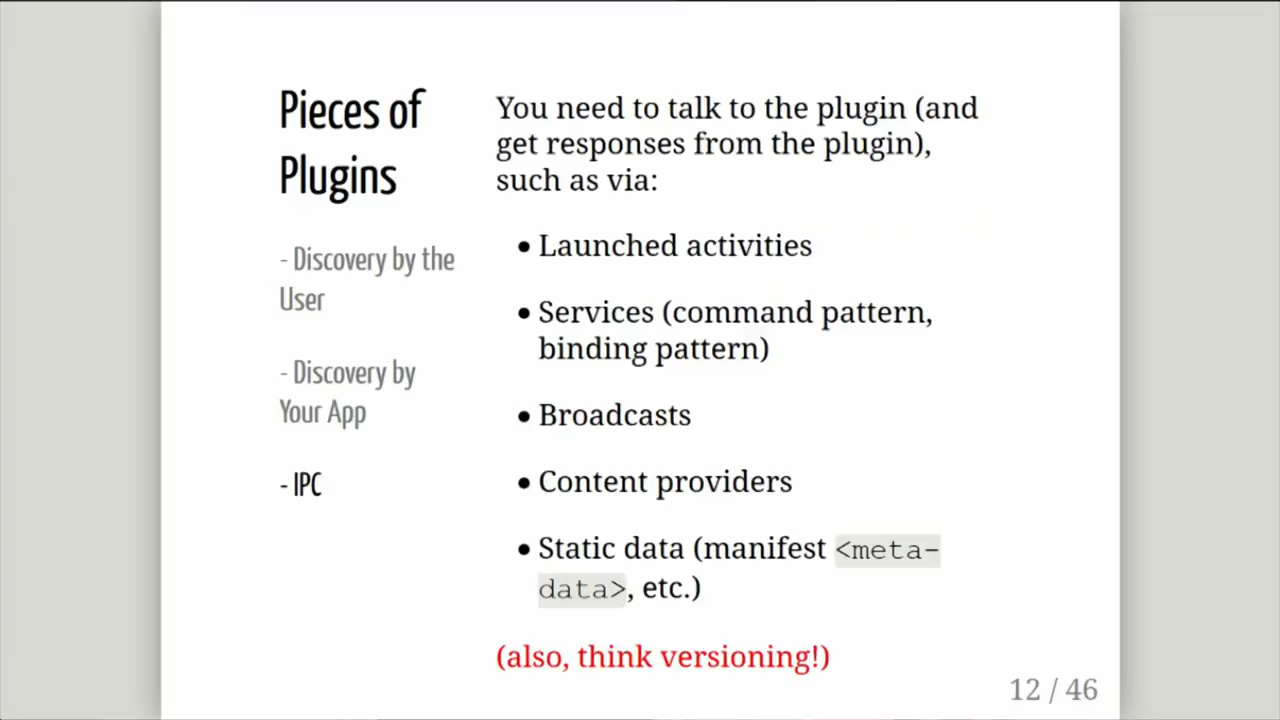 Pieces of
Plugins
- Discovery by the
User
- Discovery by
Your App
- IPC
You need to talk to the plugin (and
get responses from the plugin),
such as via:
• Launched activities
• Services (command pattern,
binding pattern)
• Broadcasts
• Content providers
• Static data (manifest <meta-
data>, etc.)
(also, think versioning!)
12 / 46